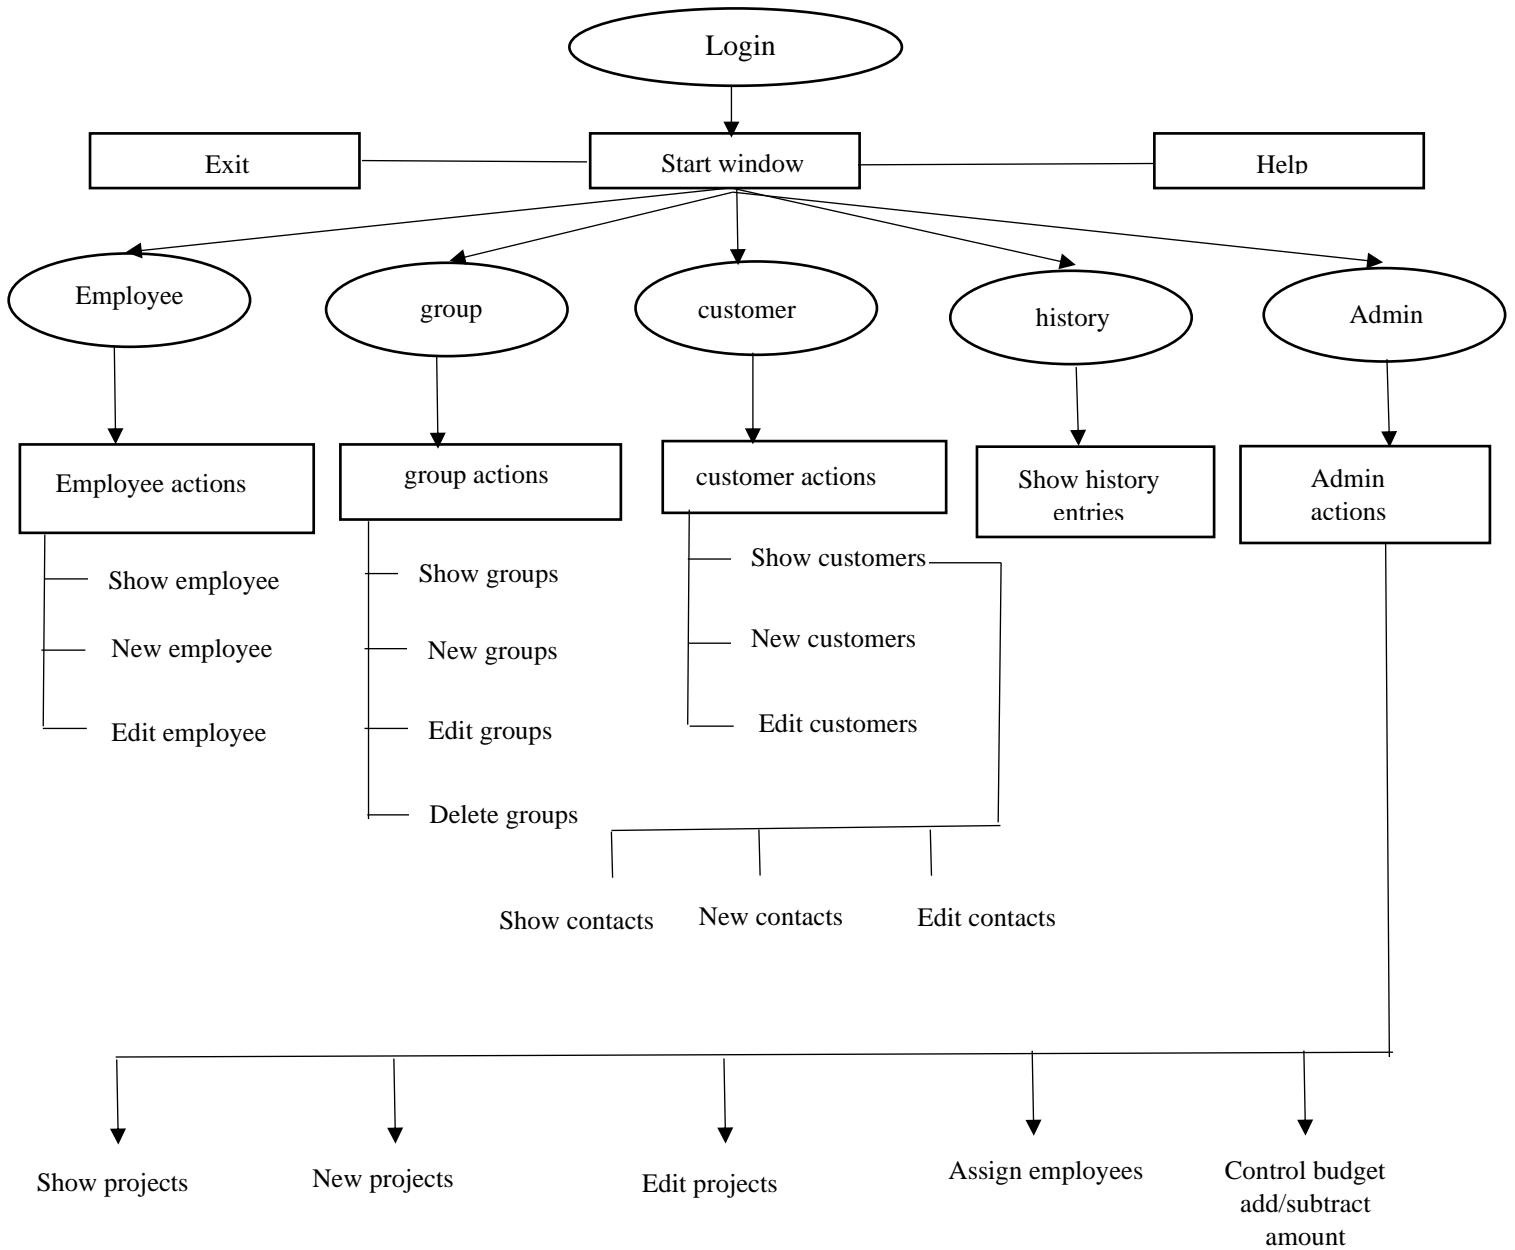 Login
Exit
Start window
Help
Employee
group
customer
history
Admin
Employee actions
group actions
customer actions
Show history
entries
Admin
actions
Show employee
New employee
Edit employee
Show groups
New groups
Edit groups
Delete groups
Show customers
New customers
Edit customers
Show contacts
New contacts
Edit contacts
Show projects
New projects
Edit projects
Assign employees
Control budget
add/subtract
amount